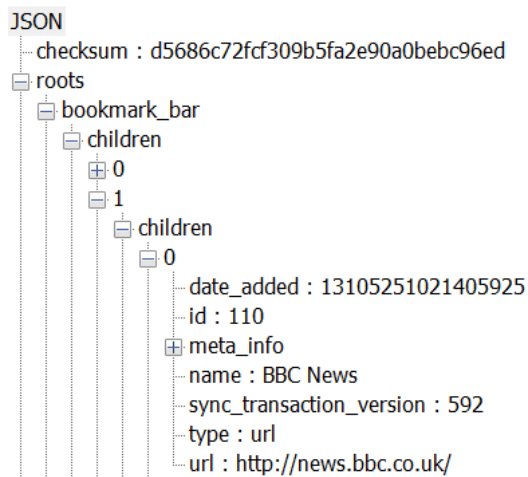 JSON
checksum : d5686c72fcf309b5fa2e90a0bebc96ed
roots
bookmark_bar
children
0
1
children
0
date_added : 13105251021405925
id : 110
meta_info
name : BBC News
sync_transaction_version : 592
type : url
url : http://news.bbc.co.uk/